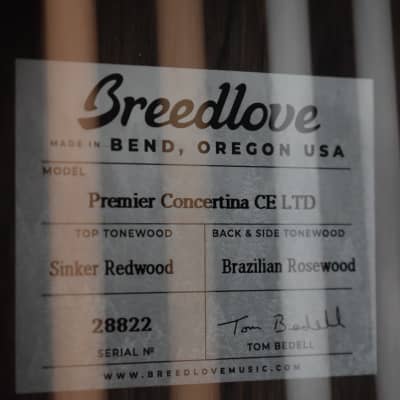 Breedlove
MADE IN BEND, OREGON USA
MODEL
Premier Concertina CE LTD
TOP TONEWOOD
Sinker Redwood
BACK & SIDE TONEWOOD
Brazilian Rosewood
28822
SERIAL Nº
Tom Bedell
TOM BEDELL
WWW.BREEDLOVEMUSIC.COM